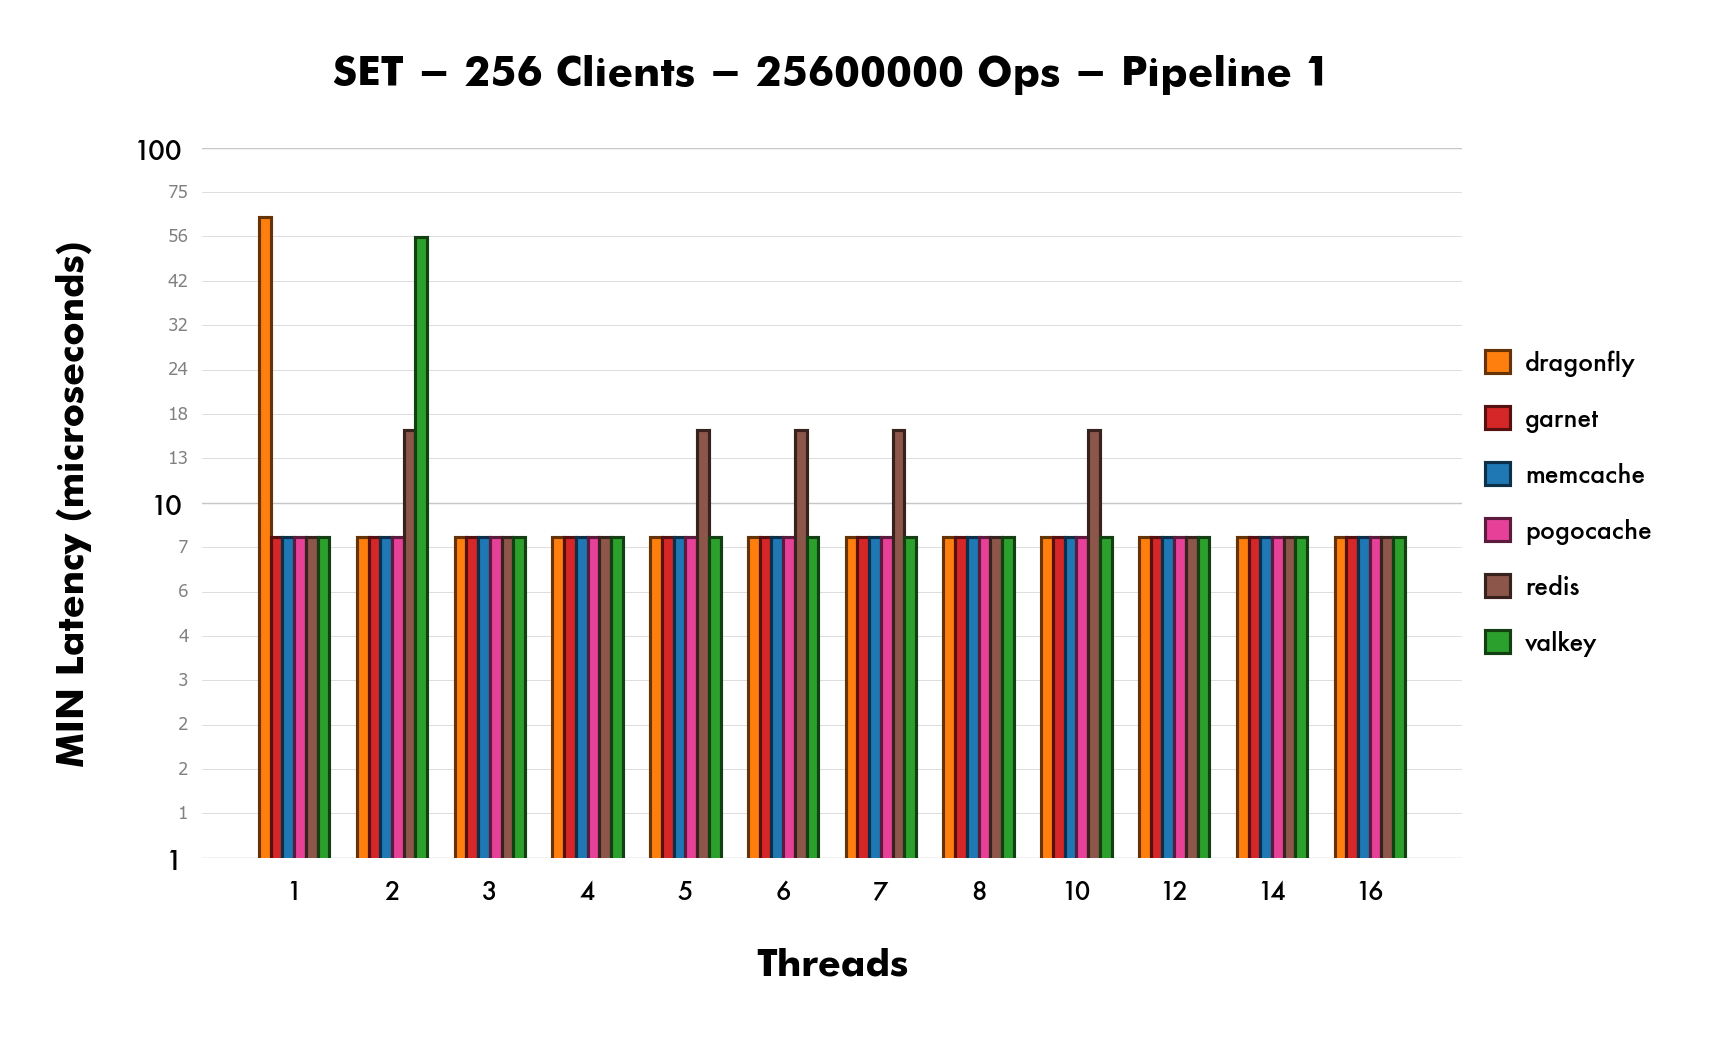 SET – 256 Clients – 25600000 Ops – Pipeline 1
MIN Latency (microseconds)
100
75
56
42
32
24
18
13
10
7
6
4
3
2
2
1
1
dragonfly
garnet
memcache
pogocache
redis
valkey
1 2 3 4 5 6 7 8 10 12 14 16
Threads